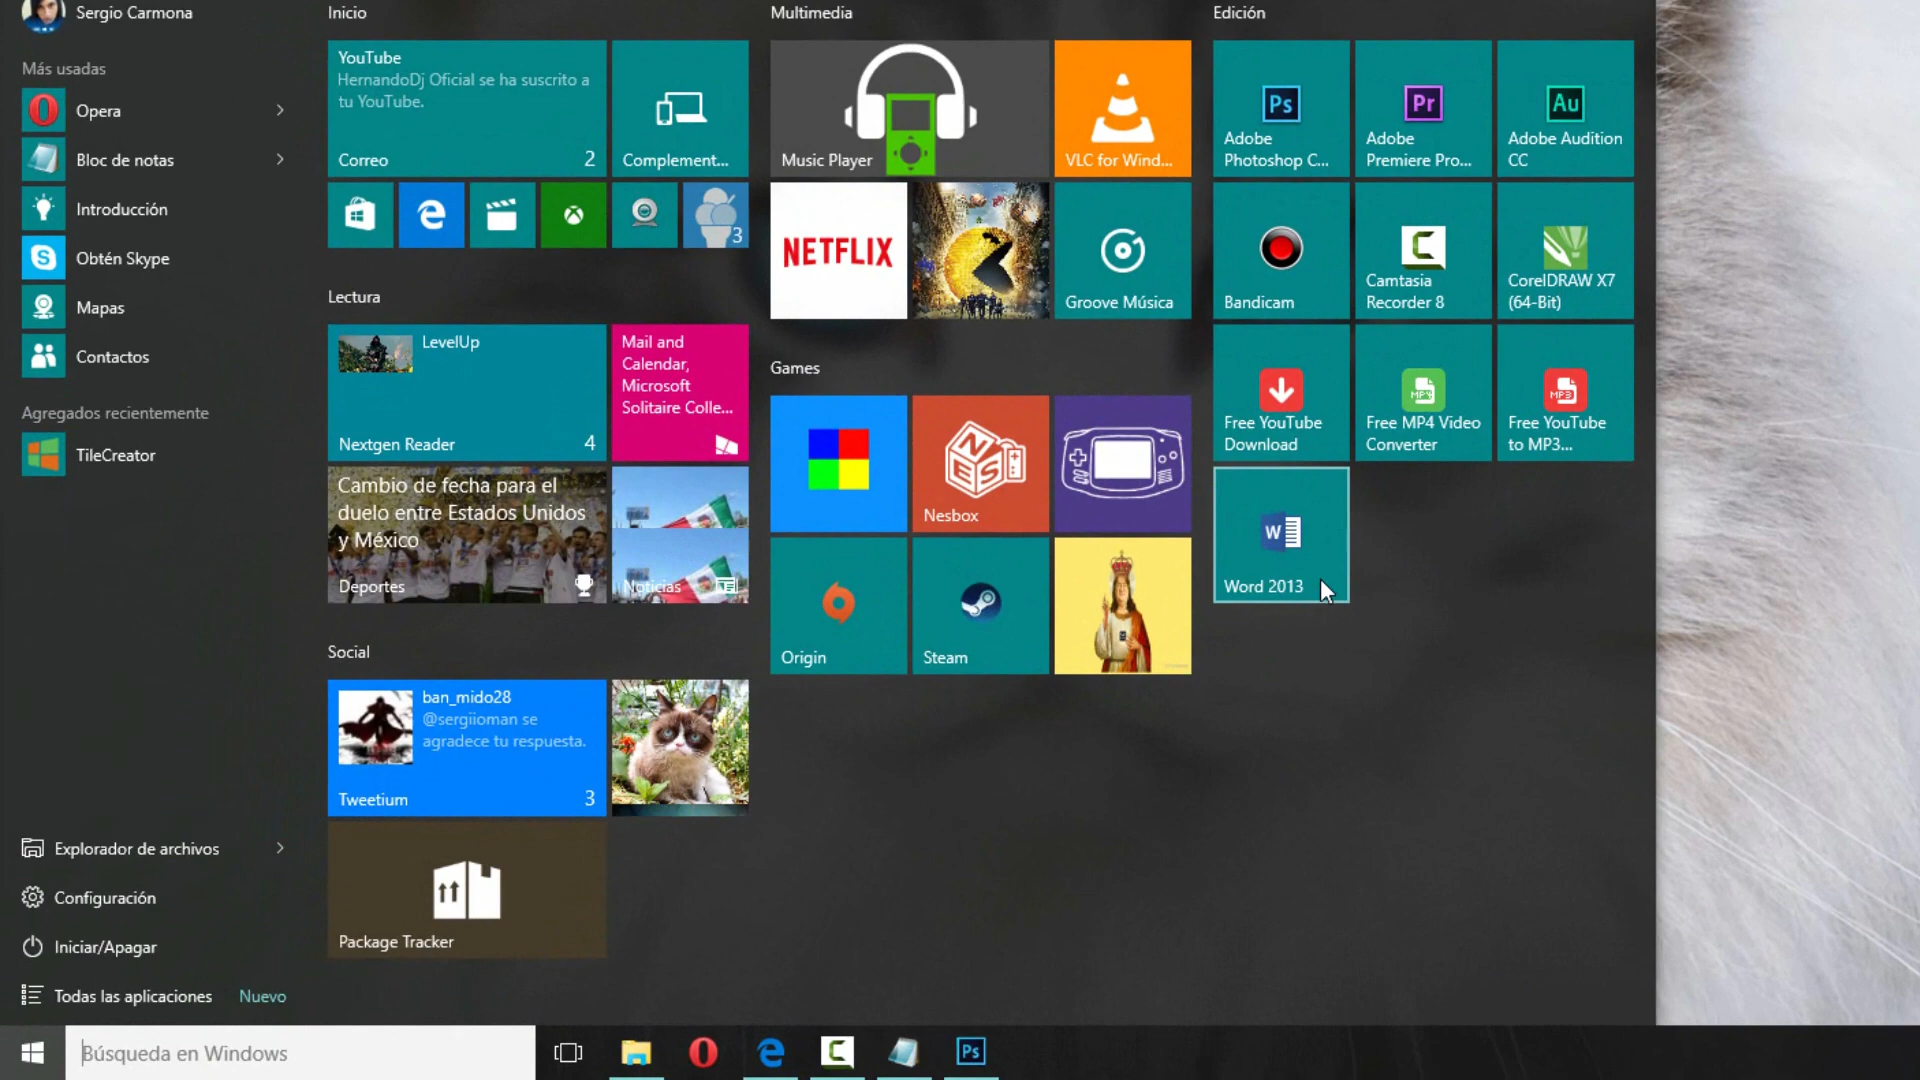 Sergio Carmona
Más usadas
Opera
Bloc de notas
Introducción
Obtén Skype
Mapas
Contactos
Agregados recientemente
TileCreator
Explorador de archivos
Configuración
Iniciar/Apagar
Todas las aplicaciones Nuevo
Inicio
YouTube
HernandoDj Oficial se ha suscrito a
tu YouTube.
Correo 2
Complement...
3
Lectura
LevelUp
Nextgen Reader 4
Mail and
Calendar,
Microsoft
Solitaire Colle...
Cambio de fecha para el
duelo entre Estados Unidos
y México
Deportes
Noticias
Social
ban_mido28
@sergiioman se
agradece tu respuesta.
Tweetium 3
Package Tracker
Multimedia
Music Player
VLC for Wind...
NETFLIX
Groove Música
Games
NES
Nesbox
Origin
Steam
Edición
Ps
Adobe
Photoshop C...
Pr
Adobe
Premiere Pro...
Au
Adobe Audition
CC
Bandicam
C
Camtasia
Recorder 8
CorelDRAW X7
(64-Bit)
Free YouTube
Download
MP4
Free MP4 Video
Converter
MP3
Free YouTube
to MP3...
W
Word 2013
Búsqueda en Windows
C
Ps